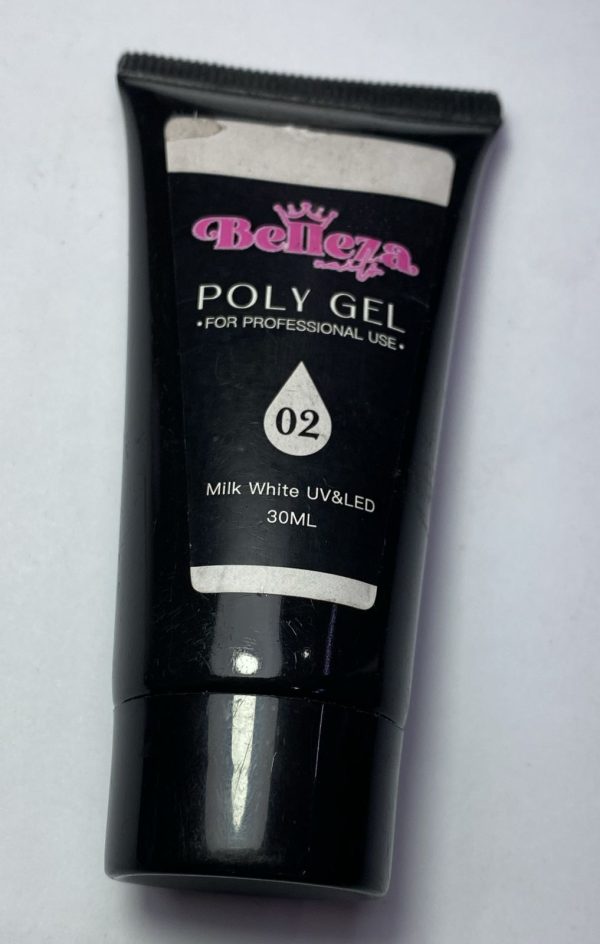 Belleza
POLY GEL
•FOR PROFESSIONAL USE•
02
Milk White UV&LED
30ML